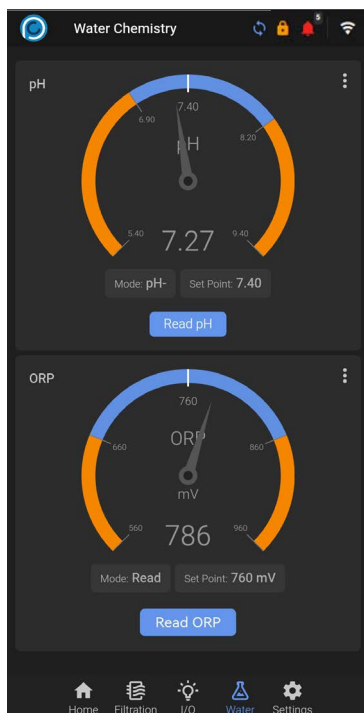 Water Chemistry
5
pH
7.40
6.90
8.20
pH
5.40
9.40
7.27
Mode: pH-
Set Point: 7.40
Read pH
ORP
760
660
860
ORP
mV
560
960
786
Mode: Read
Set Point: 760 mV
Read ORP
Home Filtration I/O Water Settings